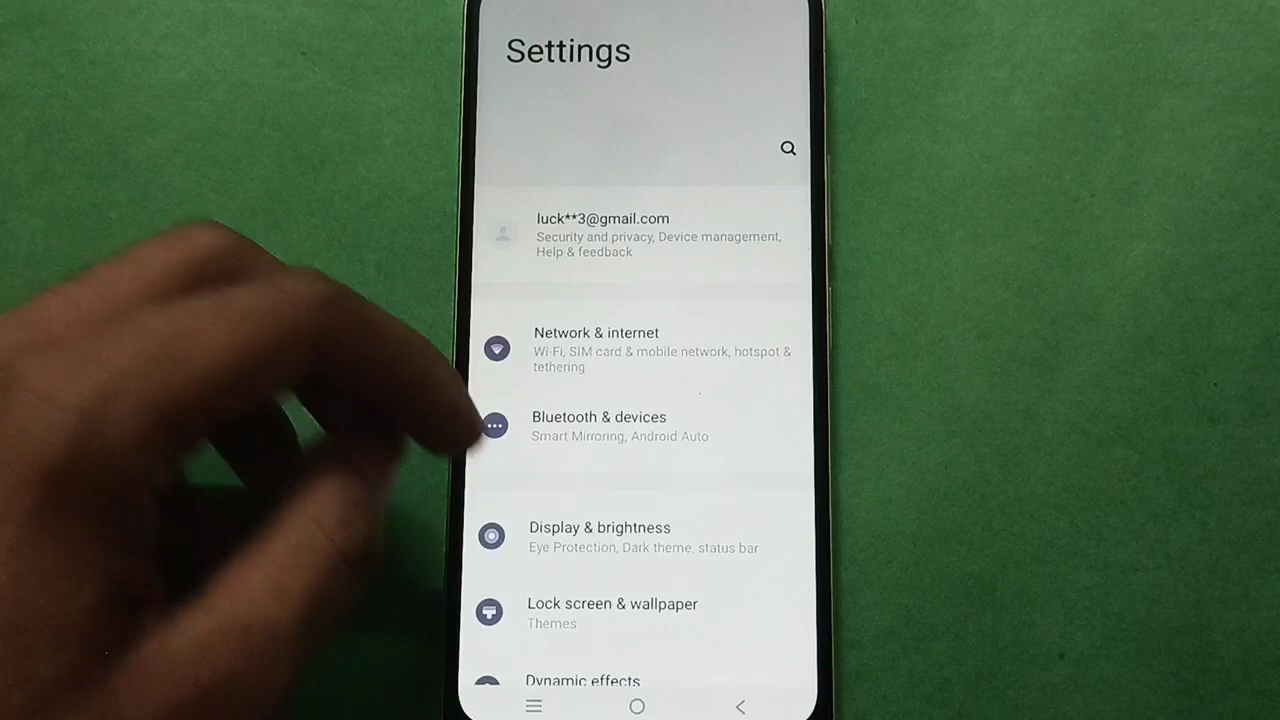 Settings
luck**3@gmail.com
Security and privacy, Device management,
Help & feedback
Network & internet
Wi-Fi, SIM card & mobile network, hotspot &
tethering
Bluetooth & devices
Smart Mirroring, Android Auto
Display & brightness
Eye Protection, Dark theme, status bar
Lock screen & wallpaper
Themes
Dynamic effects